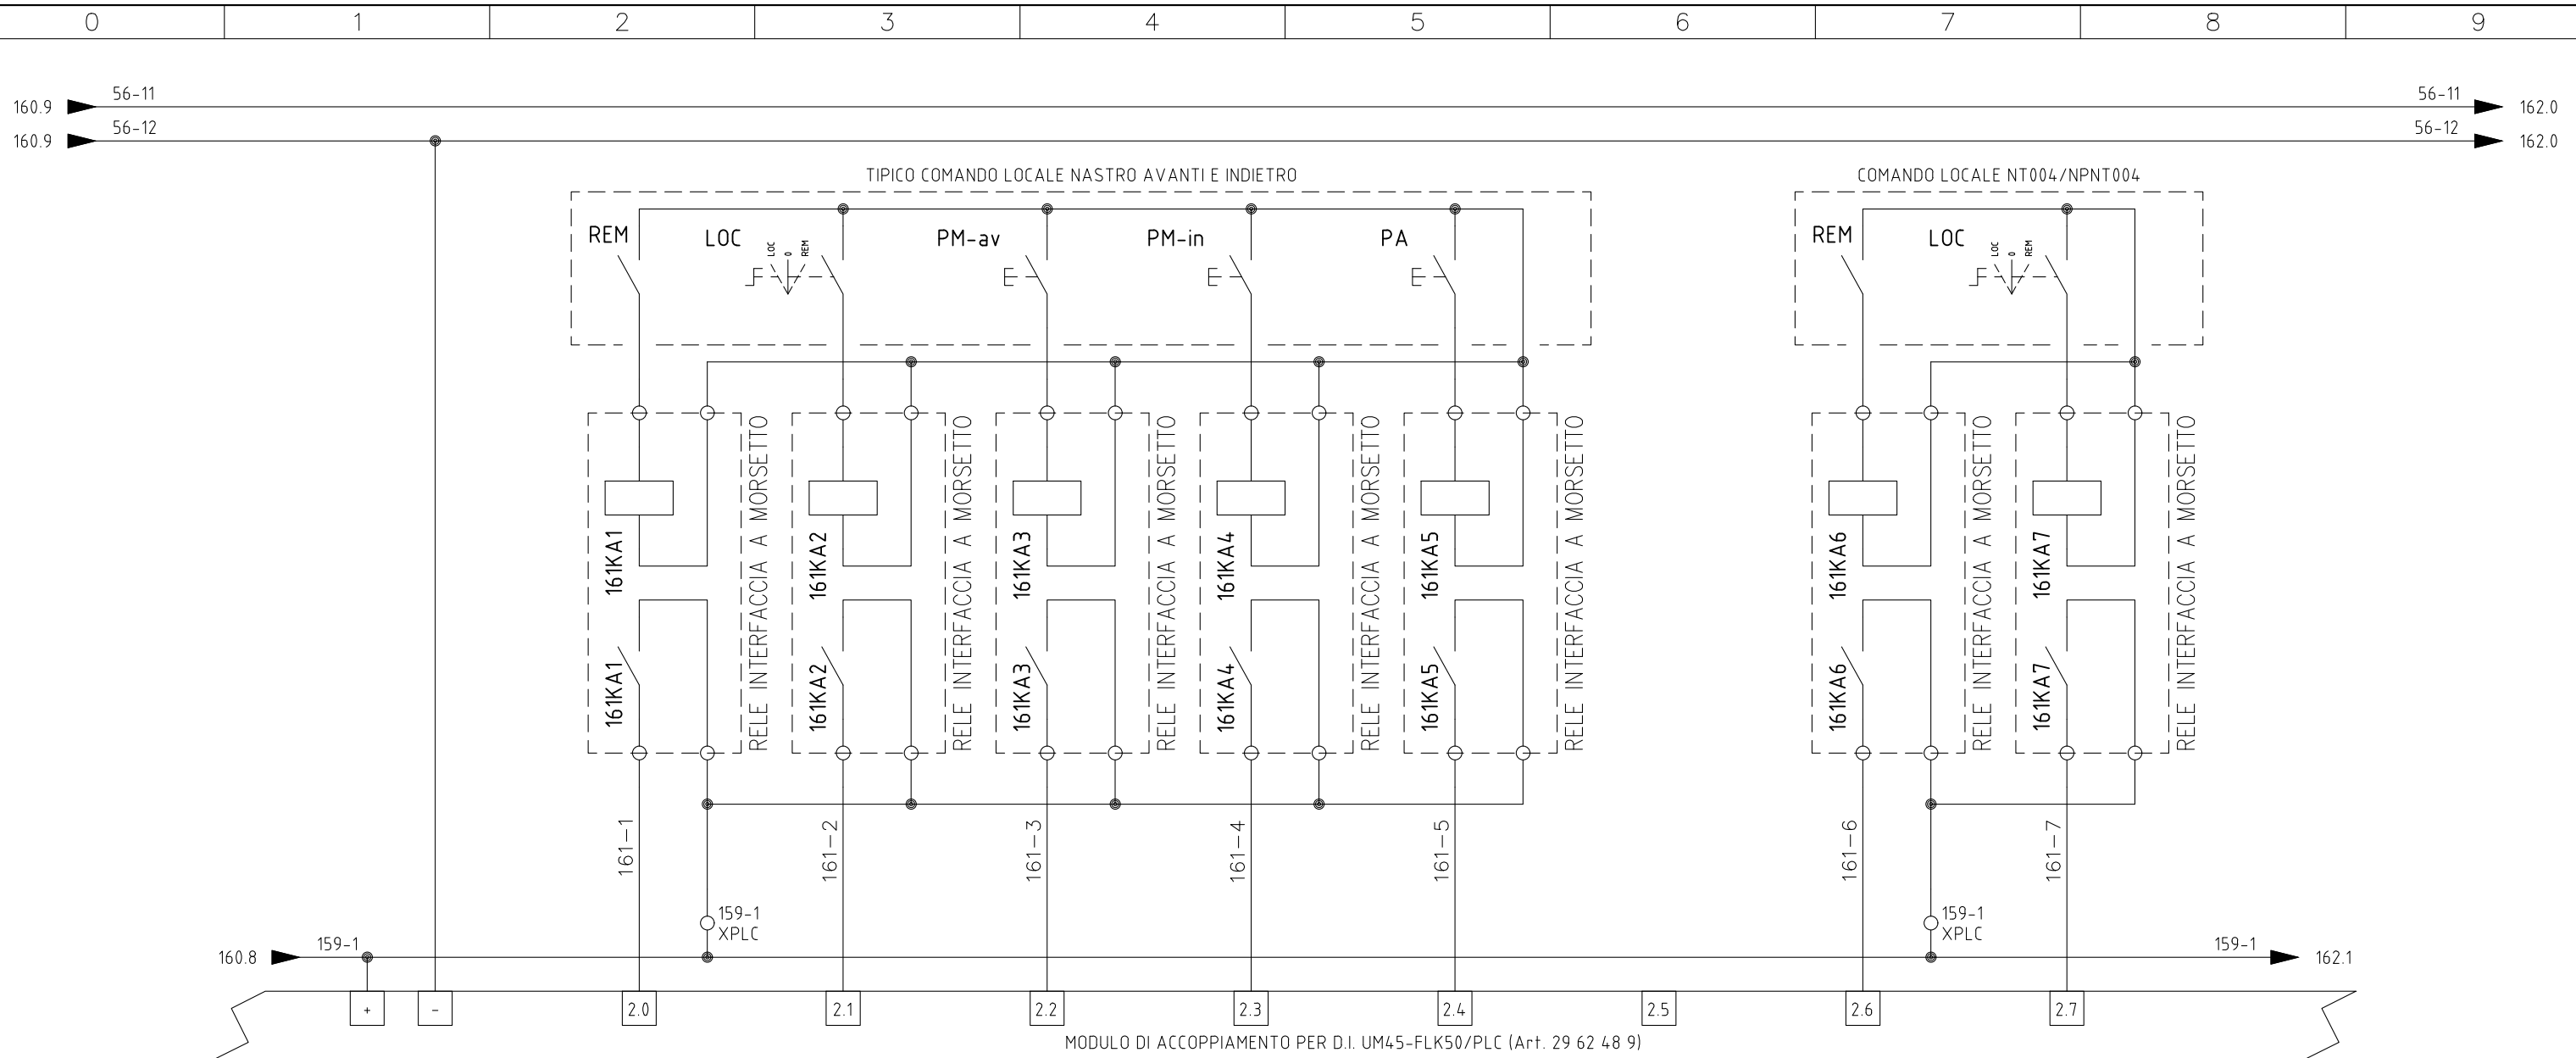 0 1 2 3 4 5 6 7 8 9
160.9 56-11 56-11 162.0
160.9 56-12 56-12 162.0
TIPICO COMANDO LOCALE NASTRO AVANTI E INDIETRO
COMANDO LOCALE NT004/NPNT004
REM LOC LOC 0 REM PM-av PM-in PA
REM LOC LOC 0 REM
161KA1 161KA1 RELE INTERFACCIA A MORSETTO
161KA2 161KA2 RELE INTERFACCIA A MORSETTO
161KA3 161KA3 RELE INTERFACCIA A MORSETTO
161KA4 161KA4 RELE INTERFACCIA A MORSETTO
161KA5 161KA5 RELE INTERFACCIA A MORSETTO
161KA6 161KA6 RELE INTERFACCIA A MORSETTO
161KA7 161KA7 RELE INTERFACCIA A MORSETTO
161-1 161-2 161-3 161-4 161-5 161-6 161-7
159-1
XPLC
159-1
XPLC
160.8 159-1 159-1 162.1
+ - 2.0 2.1 2.2 2.3 2.4 2.5 2.6 2.7
MODULO DI ACCOPPIAMENTO PER D.I. UM45-FLK50/PLC (Art. 29 62 48 9)